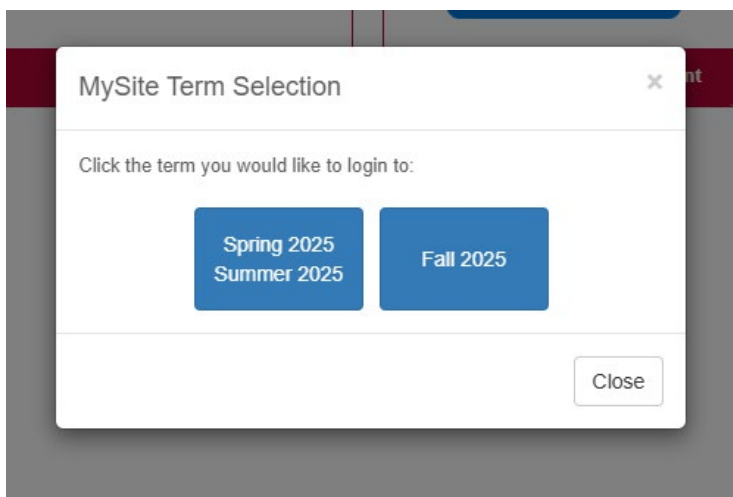 MySite Term Selection
×
nt
Click the term you would like to login to:
Spring 2025
Summer 2025
Fall 2025
Close